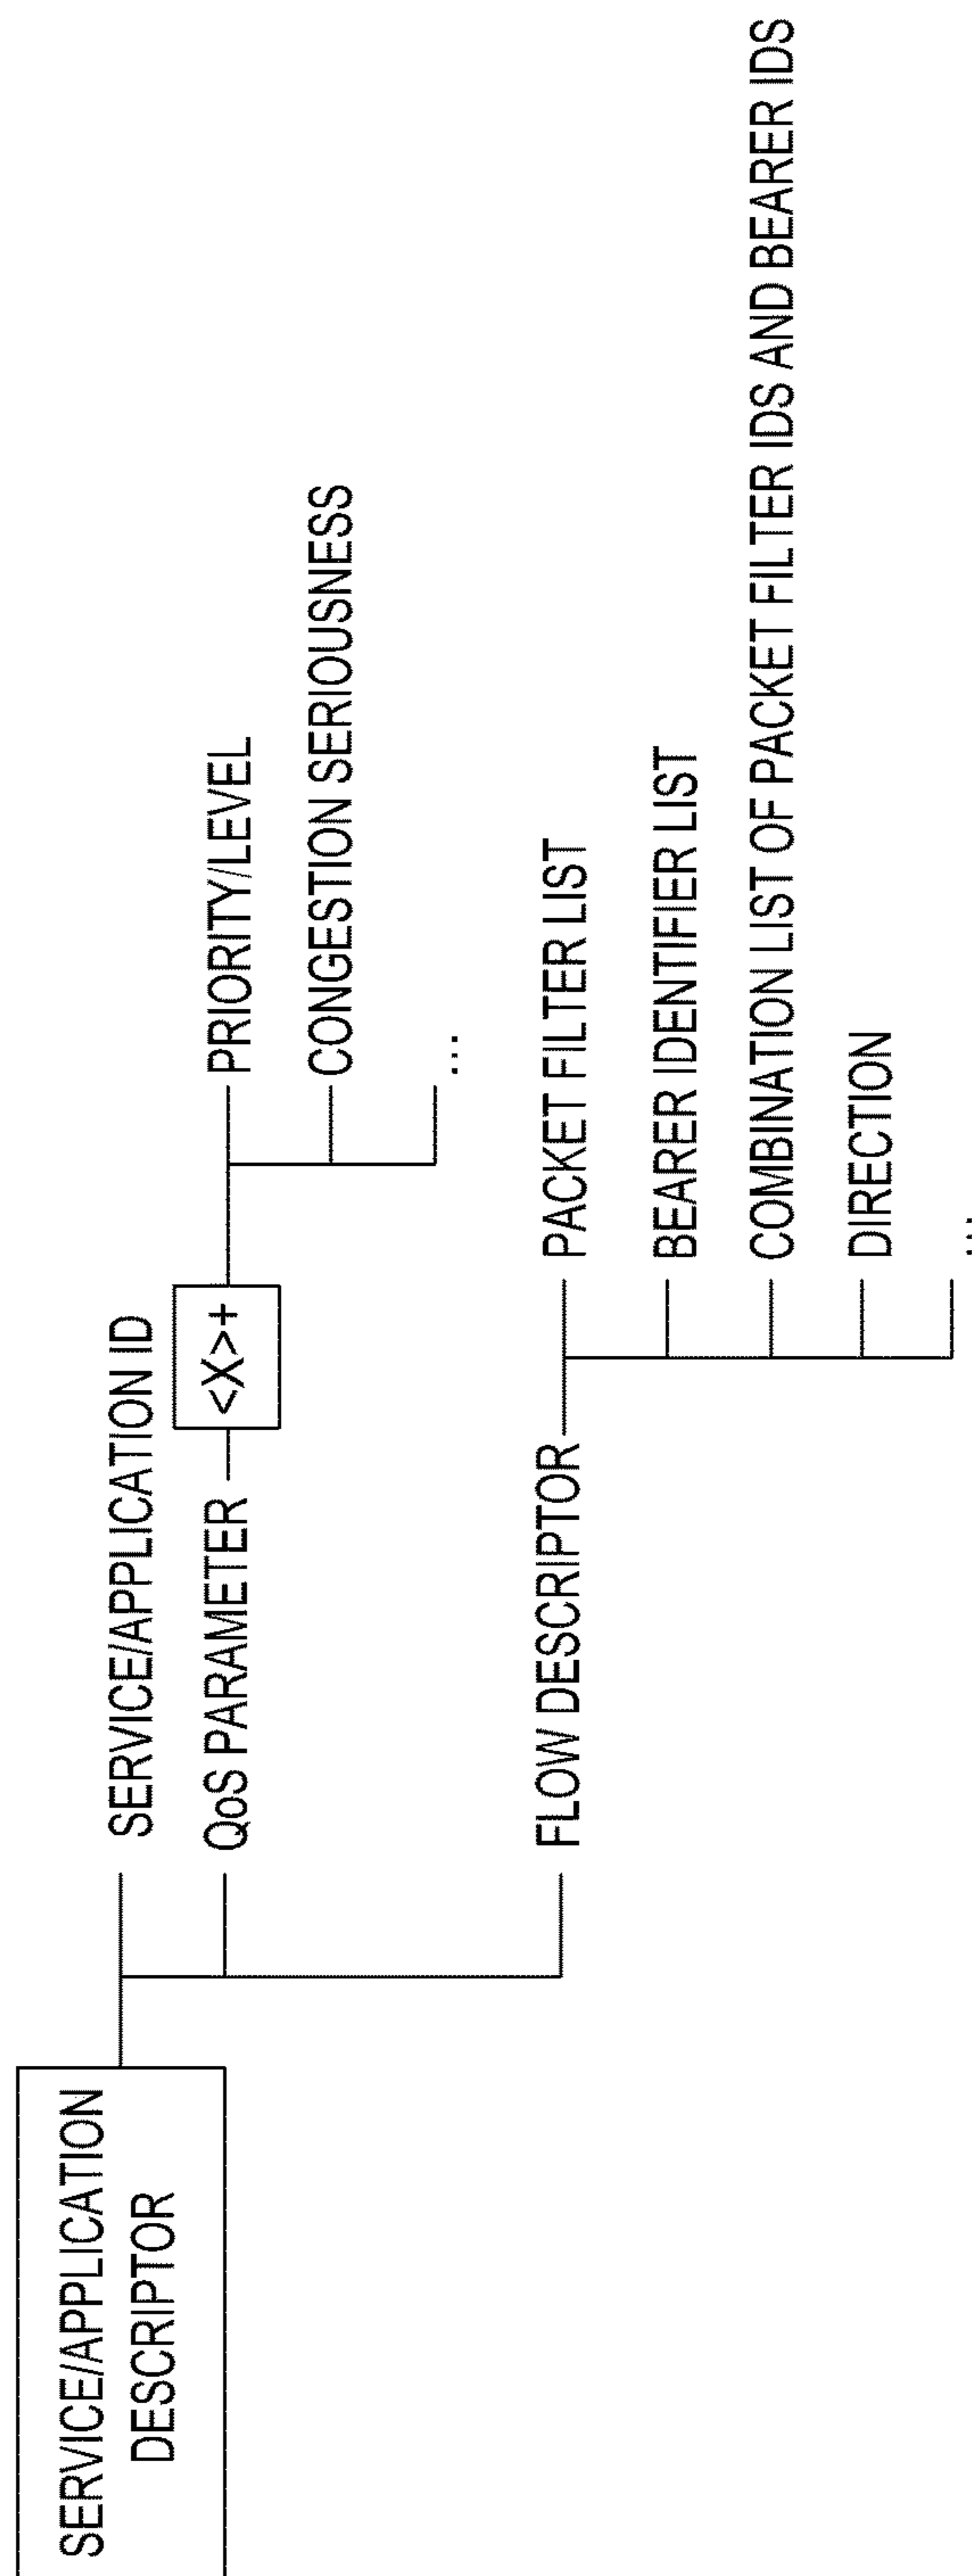 SERVICE/APPLICATION
DESCRIPTOR
SERVICE/APPLICATION ID
QoS PARAMETER
<X>+
PRIORITY/LEVEL
CONGESTION SERIOUSNESS
...
FLOW DESCRIPTOR
PACKET FILTER LIST
BEARER IDENTIFIER LIST
COMBINATION LIST OF PACKET FILTER IDS AND BEARER IDS
DIRECTION
...